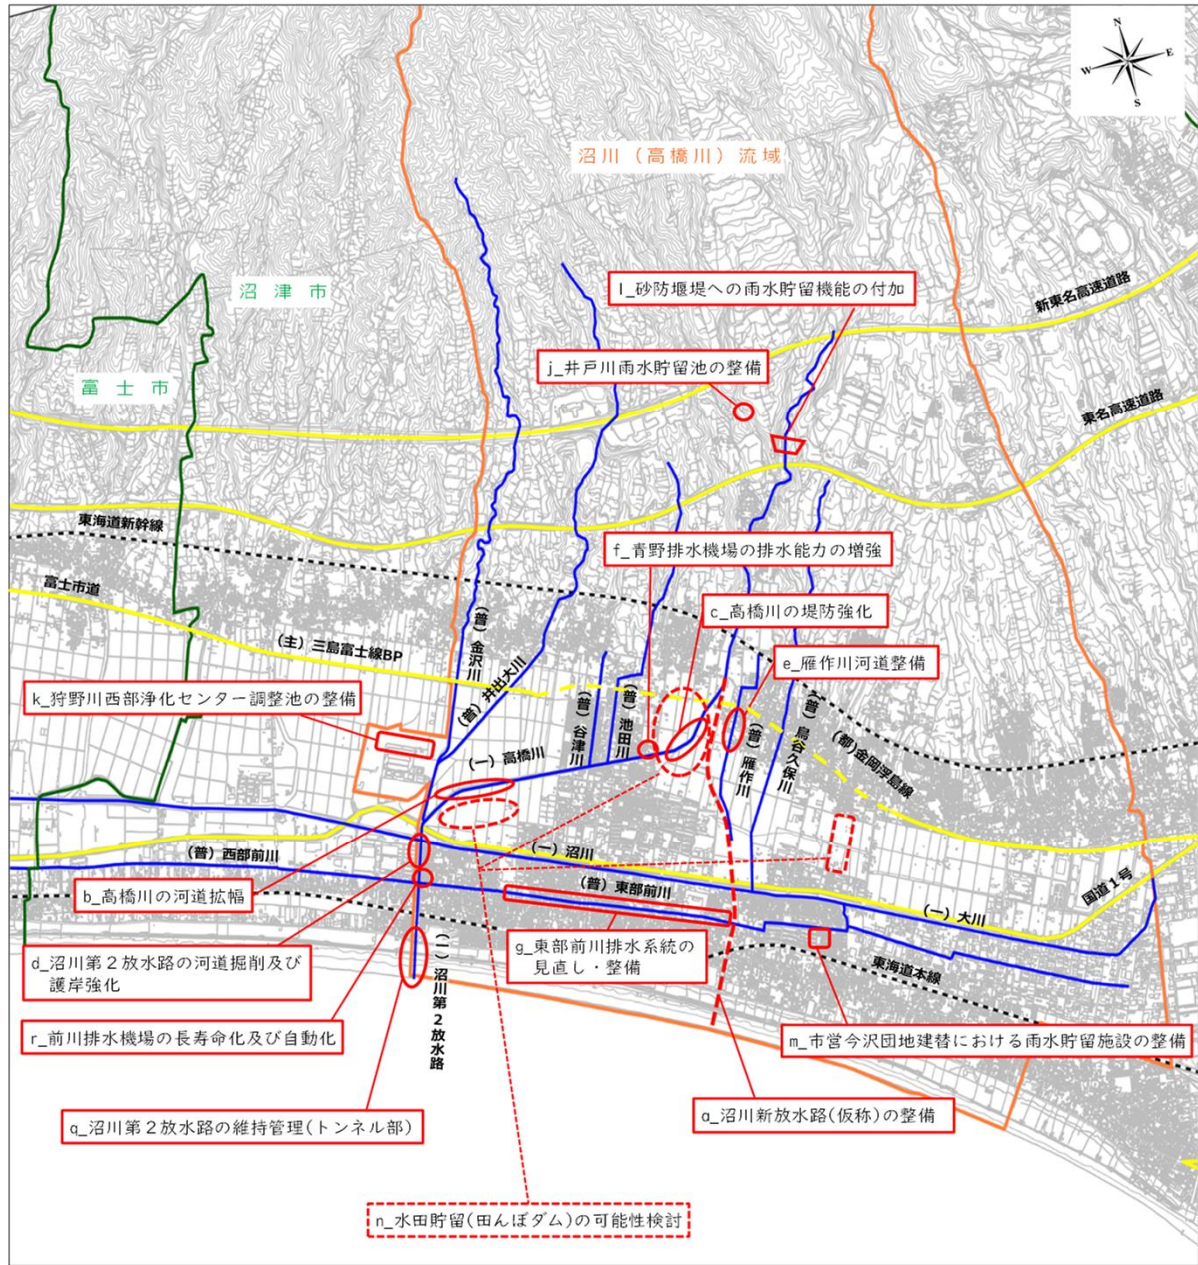 N
W
E
S
沼川（高橋川）流域
沼津市
富士市
l_砂防堰堤への雨水貯留機能の付加
新東名高速道路
j_井戸川雨水貯留池の整備
東名高速道路
東海道新幹線
f_青野排水機場の排水能力の増強
富士市道
c_高橋川の堤防強化
(主)三島富士線BP
(普)金沢川
e_雁作川河道整備
k_狩野川西部浄化センター調整池の整備
(普)井出大川
(普)谷津川
(普)池田川
(普)雁作川
(普)鳥谷久保川
(都)金岡浮島線
(一)高橋川
(普)西部前川
(一)沼川
b_高橋川の河道拡幅
(普)東部前川
国道1号
(一)大川
d_沼川第2放水路の河道掘削及び
護岸強化
g_東部前川排水系統の
見直し・整備
東海道本線
(一)沼川第2放水路
r_前川排水機場の長寿命化及び自動化
m_市営今沢団地建替における雨水貯留施設の整備
q_沼川第2放水路の維持管理(トンネル部)
a_沼川新放水路(仮称)の整備
n_水田貯留(田んぼダム)の可能性検討